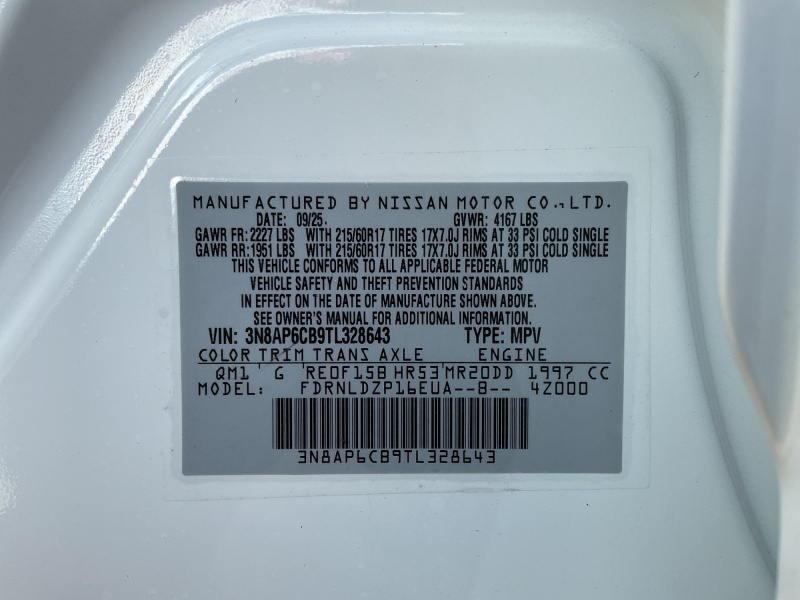 MANUFACTURED BY NISSAN MOTOR CO.,LTD.
DATE: 09/25. GVWR: 4167 LBS
GAWR FR: 2227 LBS WITH 215/60R17 TIRES 17X7.0J RIMS AT 33 PSI COLD SINGLE
GAWR RR: 1951 LBS WITH 215/60R17 TIRES 17X7.0J RIMS AT 33 PSI COLD SINGLE
THIS VEHICLE CONFORMS TO ALL APPLICABLE FEDERAL MOTOR
VEHICLE SAFETY AND THEFT PREVENTION STANDARDS
IN EFFECT ON THE DATE OF MANUFACTURE SHOWN ABOVE.
SEE OWNER'S MANUAL FOR ADDITIONAL INFORMATION.
VIN: 3N8AP6CB9TL328643 TYPE: MPV
COLOR TRIM TRANS AXLE ENGINE
QM1 ' G 'RE0F15B HR53'MR20DD 1997 CC
MODEL: FDRNLDZP16EUA--B-- 4Z000
3N8AP6CB9TL328643